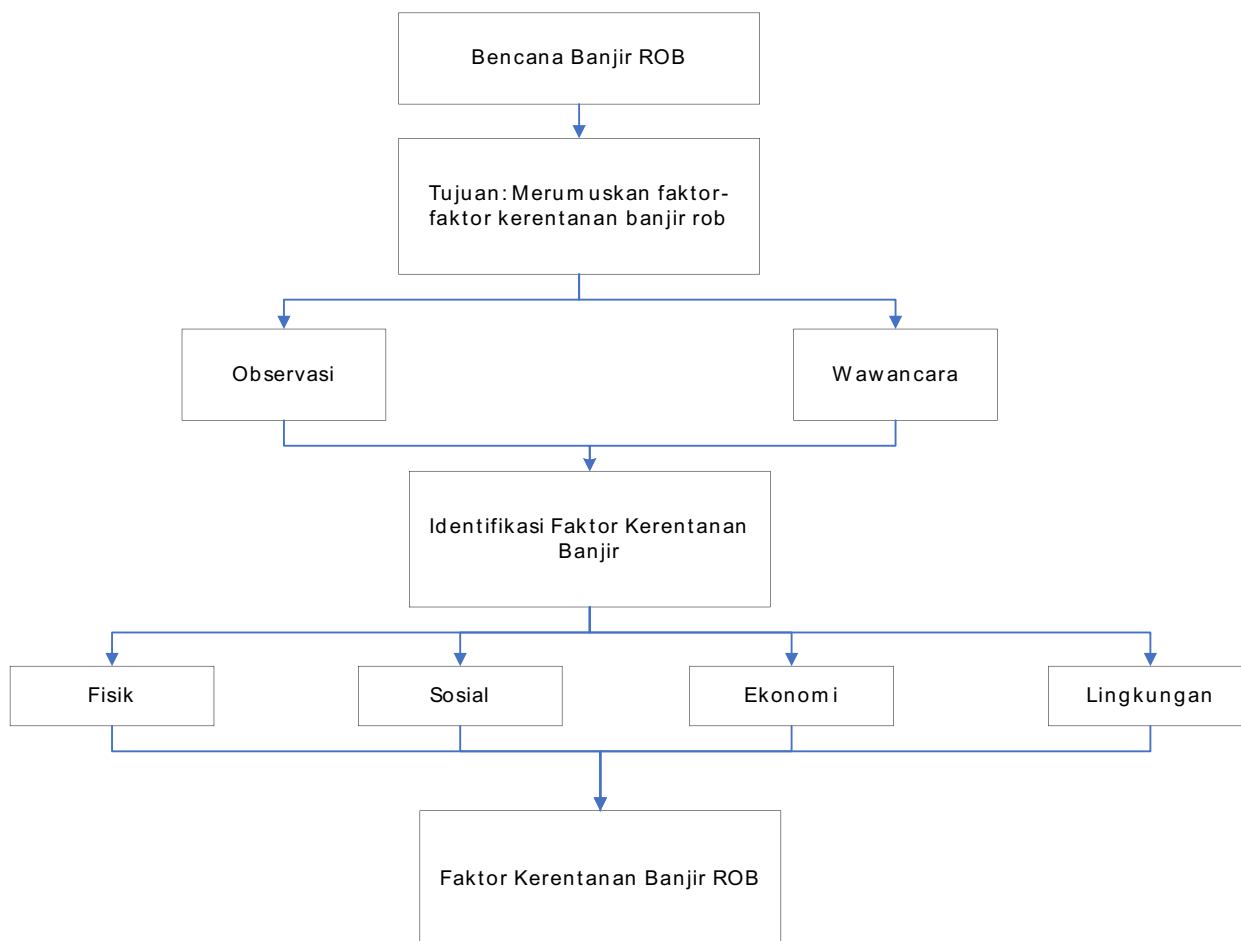 Bencana Banjir ROB
Tujuan: Merumuskan faktor-
faktor kerentanan banjir rob
Observasi
Wawancara
Identifikasi Faktor Kerentanan
Banjir
Fisik
Sosial
Ekonomi
Lingkungan
Faktor Kerentanan Banjir ROB